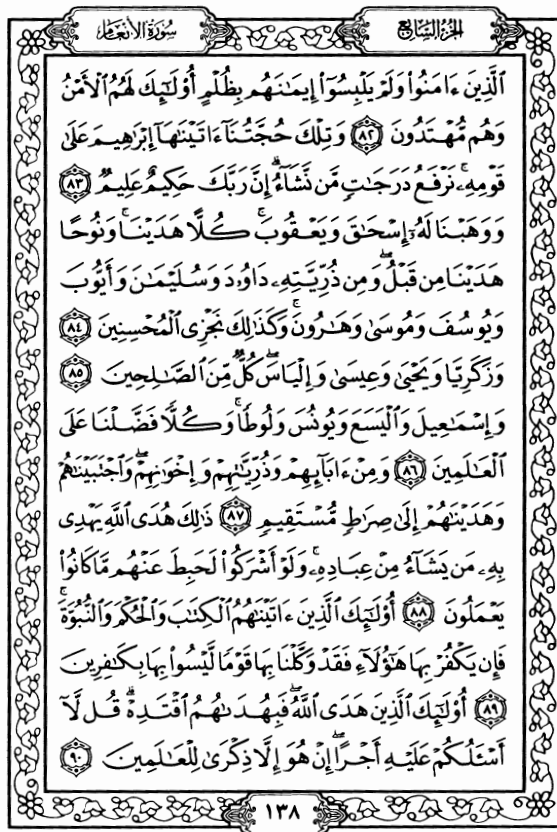 الجزء السابع
سورة الأنعام
ٱلَّذِينَ ءَامَنُوا۟ وَلَمْ يَلْبِسُوٓا۟ إِيمَٰنَهُم بِظُلْمٍ أُو۟لَٰٓئِكَ لَهُمُ ٱلْأَمْنُ
وَهُم مُّهْتَدُونَ ٨٢ وَتِلْكَ حُجَّتُنَآ ءَاتَيْنَٰهَآ إِبْرَٰهِيمَ عَلَىٰ
قَوْمِهِۦۚ نَرْفَعُ دَرَجَٰتٍ مَّن نَّشَآءُۗ إِنَّ رَبَّكَ حَكِيمٌ عَلِيمٌ ٨٣
وَوَهَبْنَا لَهُۥٓ إِسْحَٰقَ وَيَعْقُوبَۚ كُلًّا هَدَيْنَاۚ وَنُوحًا
هَدَيْنَا مِن قَبْلُۖ وَمِن ذُرِّيَّتِهِۦ دَاوُۥدَ وَسُلَيْمَٰنَ وَأَيُّوبَ
وَيُوسُفَ وَمُوسَىٰ وَهَٰرُونَۚ وَكَذَٰلِكَ نَجْزِى ٱلْمُحْسِنِينَ ٨٤
وَزَكَرِيَّا وَيَحْيَىٰ وَعِيسَىٰ وَإِلْيَاسَۖ كُلٌّ مِّنَ ٱلصَّٰلِحِينَ ٨٥
وَإِسْمَٰعِيلَ وَٱلْيَسَعَ وَيُونُسَ وَلُوطًاۚ وَكُلًّا فَضَّلْنَا عَلَى
ٱلْعَٰلَمِينَ ٨٦ وَمِنْ ءَابَآئِهِمْ وَذُرِّيَّٰتِهِمْ وَإِخْوَٰنِهِمْۖ وَٱجْتَبَيْنَٰهُمْ
وَهَدَيْنَٰهُمْ إِلَىٰ صِرَٰطٍ مُّسْتَقِيمٍ ٨٧ ذَٰلِكَ هُدَى ٱللَّهِ يَهْدِى
بِهِۦ مَن يَشَآءُ مِنْ عِبَادِهِۦۚ وَلَوْ أَشْرَكُوا۟ لَحَبِطَ عَنْهُم مَّا كَانُوا۟
يَعْمَلُونَ ٨٨ أُو۟لَٰٓئِكَ ٱلَّذِينَ ءَاتَيْنَٰهُمُ ٱلْكِتَٰبَ وَٱلْحُكْمَ وَٱلنُّبُوَّةَۚ
فَإِن يَكْفُرْ بِهَا هَٰٓؤُلَآءِ فَقَدْ وَكَّلْنَا بِهَا قَوْمًا لَّيْسُوا۟ بِهَا بِكَٰفِرِينَ
٨٩ أُو۟لَٰٓئِكَ ٱلَّذِينَ هَدَى ٱللَّهُۖ فَبِهُدَىٰهُمُ ٱقْتَدِهْۗ قُل لَّآ
أَسْـَٔلُكُمْ عَلَيْهِ أَجْرًاۖ إِنْ هُوَ إِلَّا ذِكْرَىٰ لِلْعَٰلَمِينَ ٩٠
١٣٨